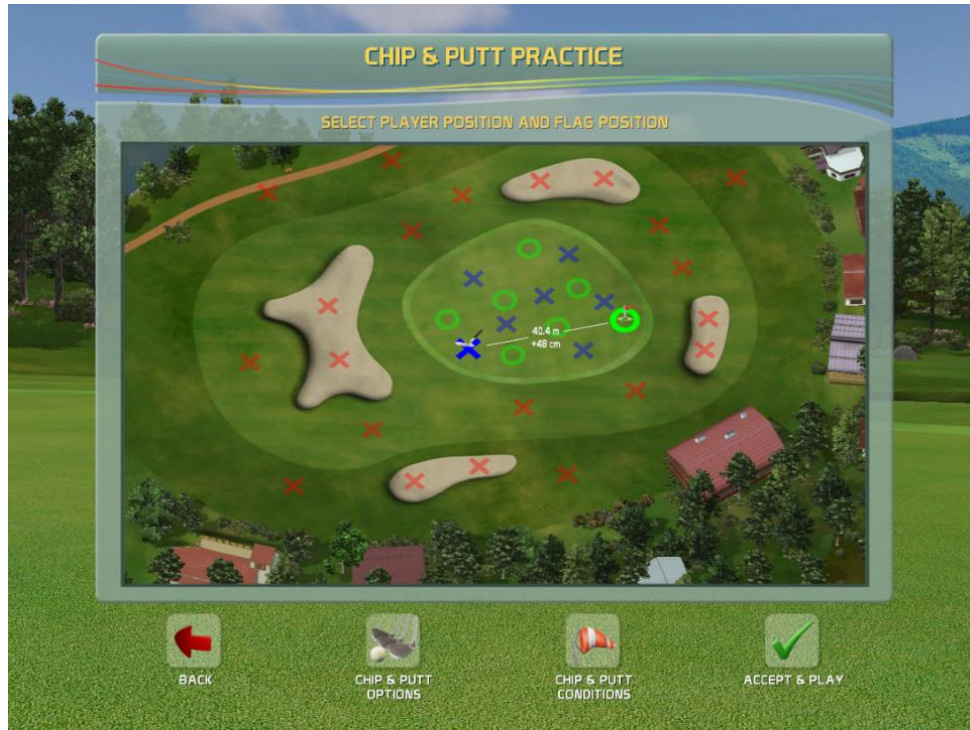 CHIP & PUTT PRACTICE
SELECT PLAYER POSITION AND FLAG POSITION
40.4 m
+48 cm
BACK
CHIP & PUTT
OPTIONS
CHIP & PUTT
CONDITIONS
ACCEPT & PLAY